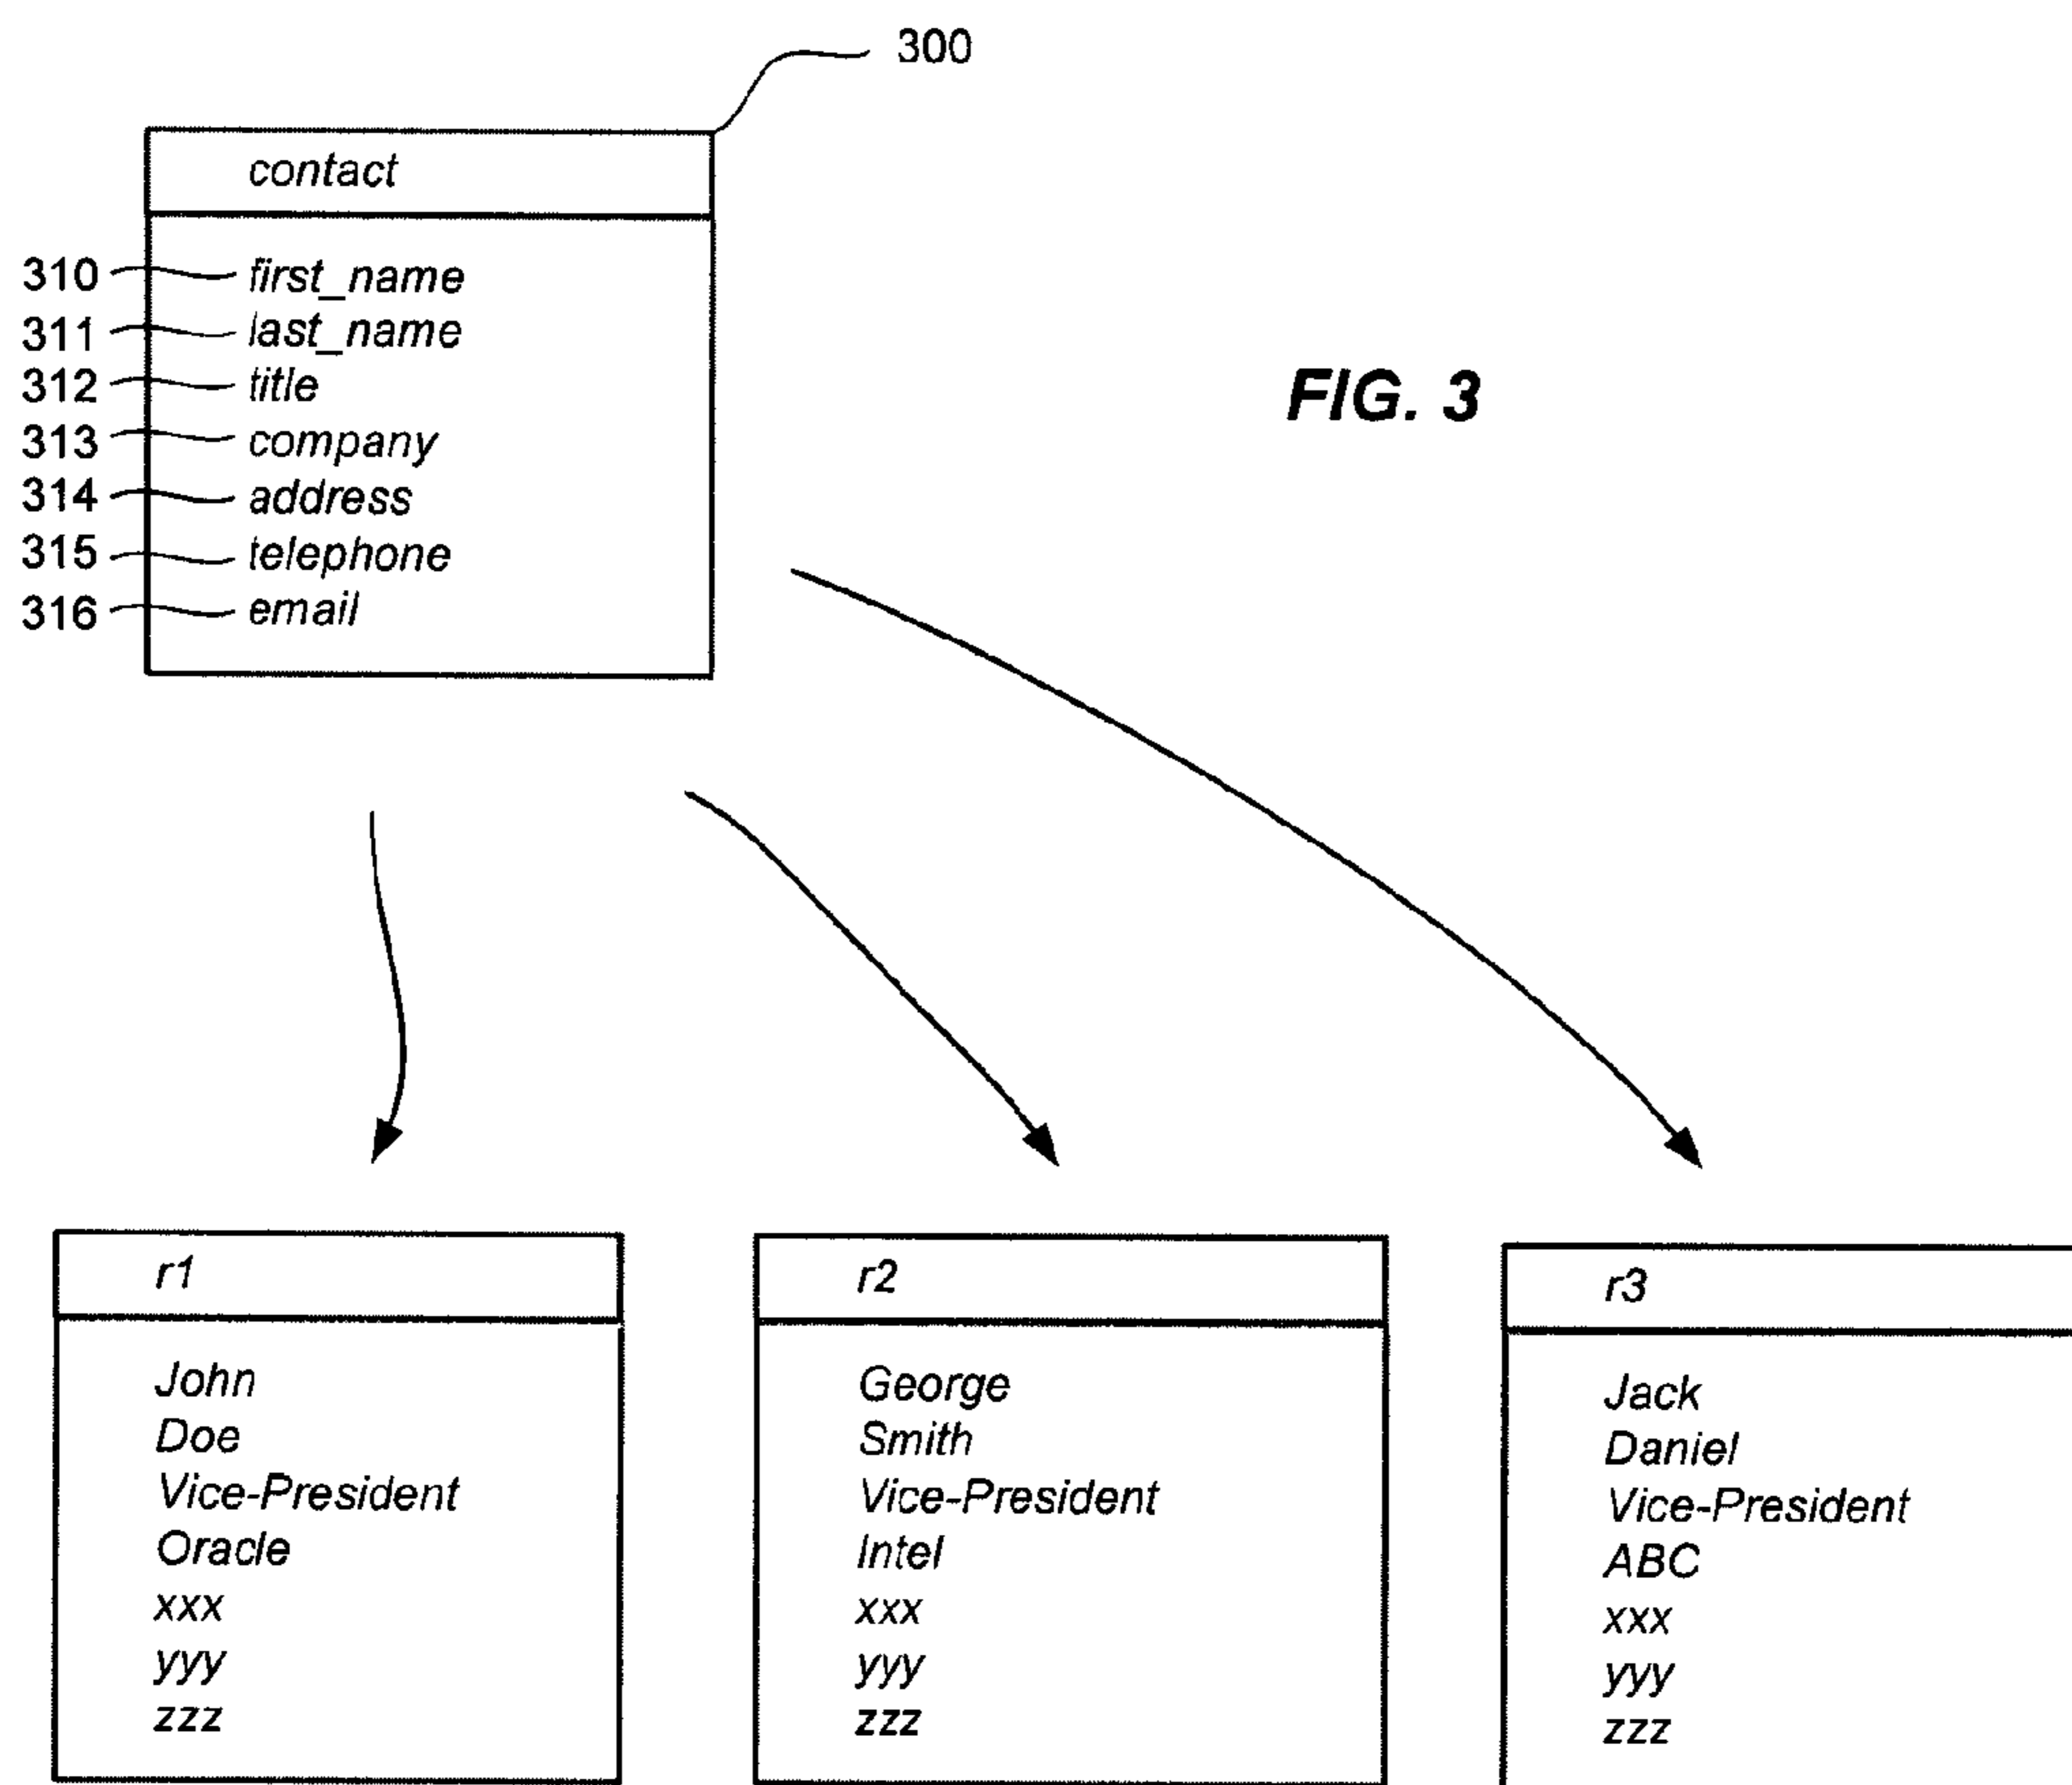 300
contact
310 first_name
311 last_name
312 title
313 company
314 address
315 telephone
316 email
FIG. 3
r1
John
Doe
Vice-President
Oracle
xxx
yyy
zzz
r2
George
Smith
Vice-President
Intel
xxx
yyy
zzz
r3
Jack
Daniel
Vice-President
ABC
xxx
yyy
zzz